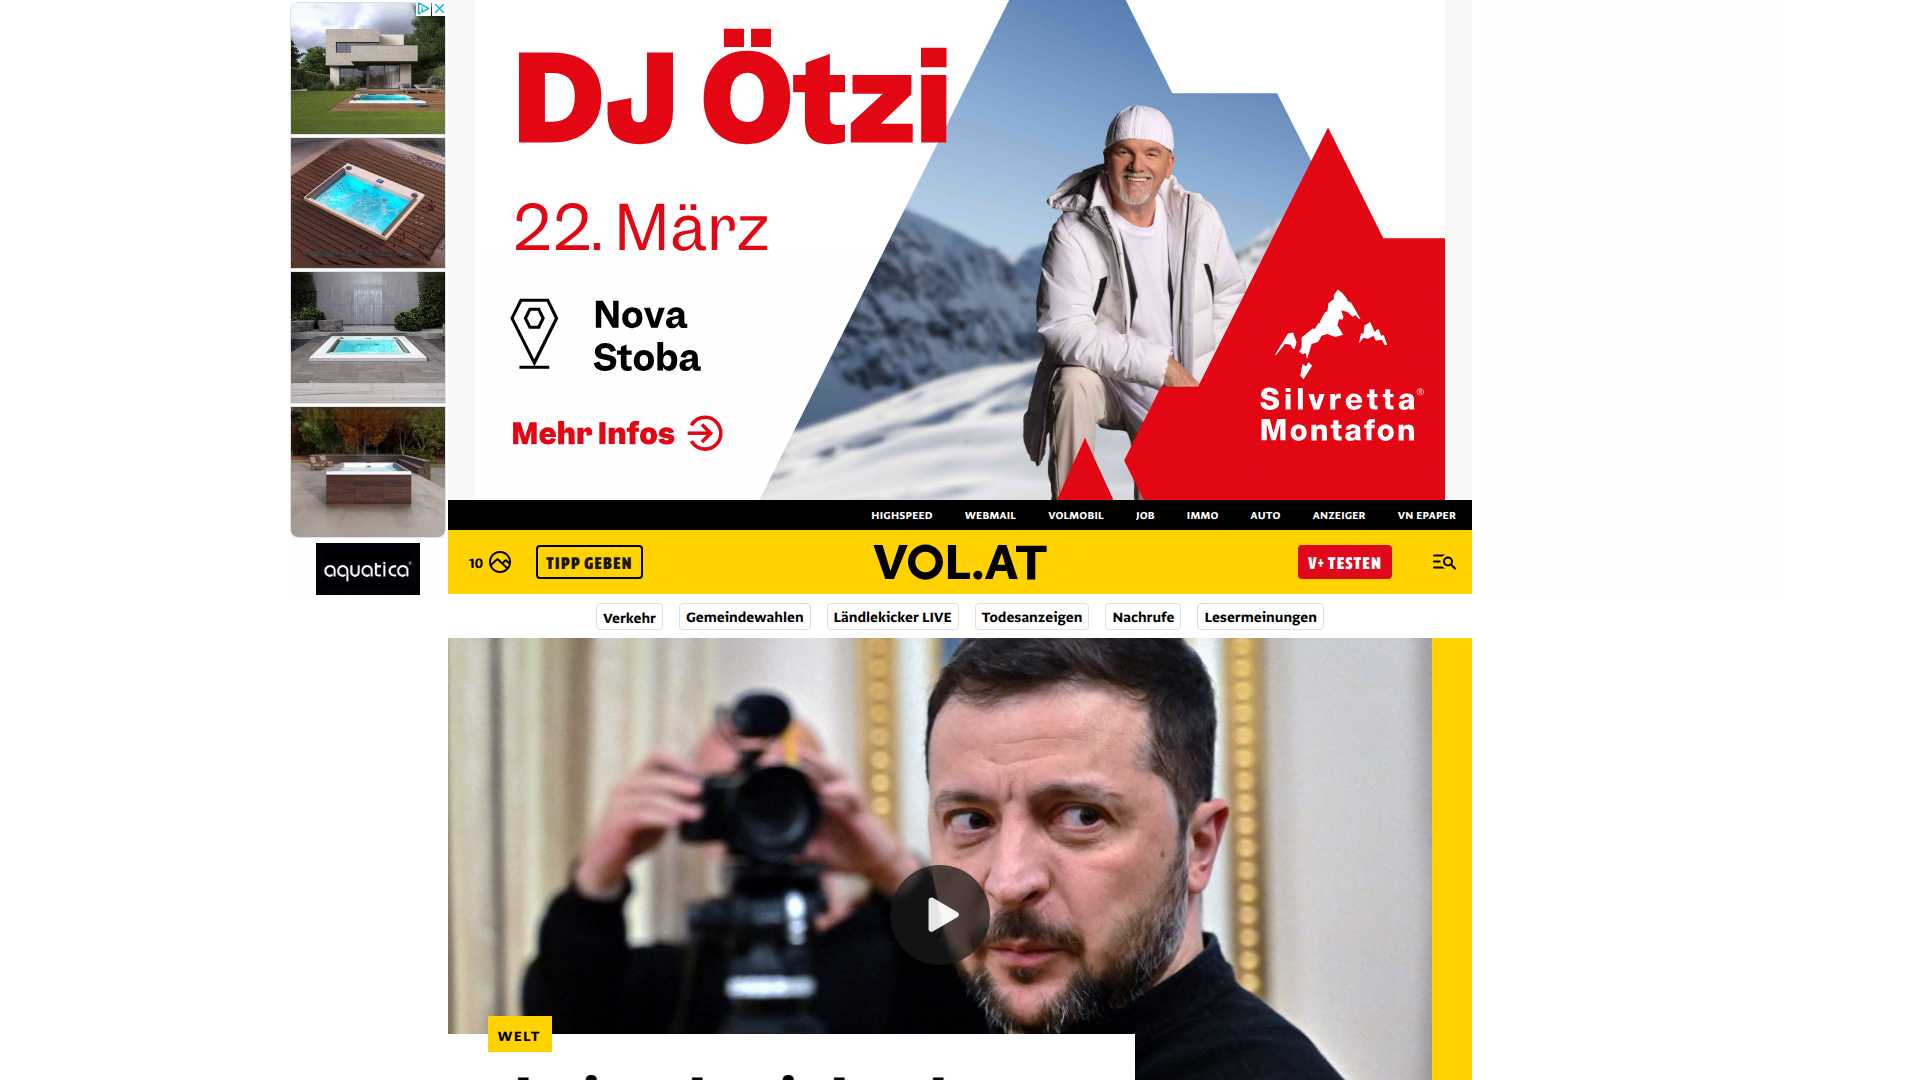 DJ Ötzi
22. März
Nova
Stoba
Mehr Infos
Silvretta®
Montafon
aquatica®
HIGHSPEED WEBMAIL VOLMOBIL JOB IMMO AUTO ANZEIGER VN EPAPER
10 TIPP GEBEN VOL.AT V+ TESTEN
Verkehr Gemeindewahlen Ländlekicker LIVE Todesanzeigen Nachrufe Lesermeinungen
WELT